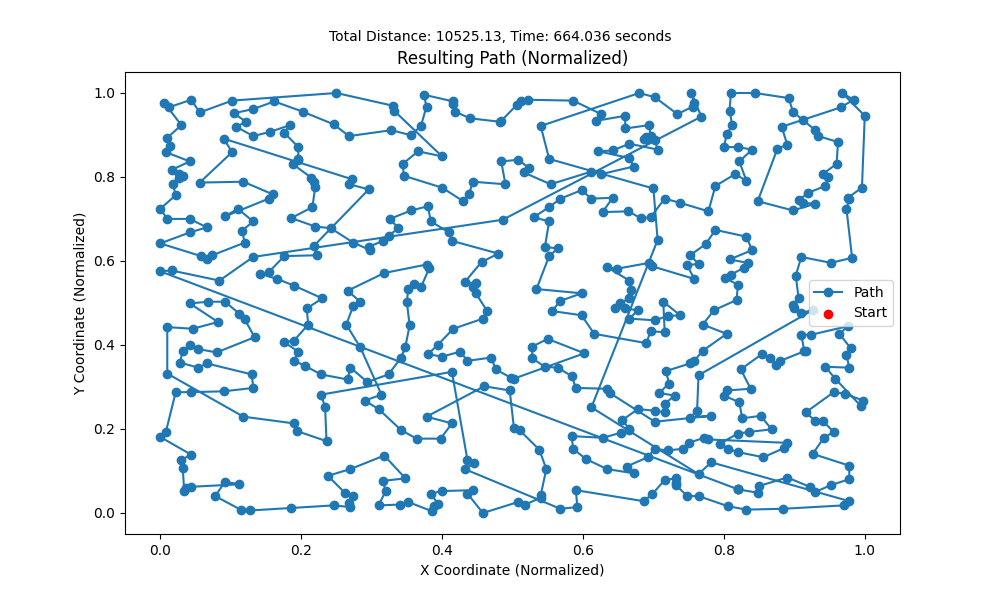 Total Distance: 10525.13, Time: 664.036 seconds
Resulting Path (Normalized)
Y Coordinate (Normalized)
1.0
0.8
0.6
0.4
0.2
0.0
Path
Start
0.0 0.2 0.4 0.6 0.8 1.0
X Coordinate (Normalized)